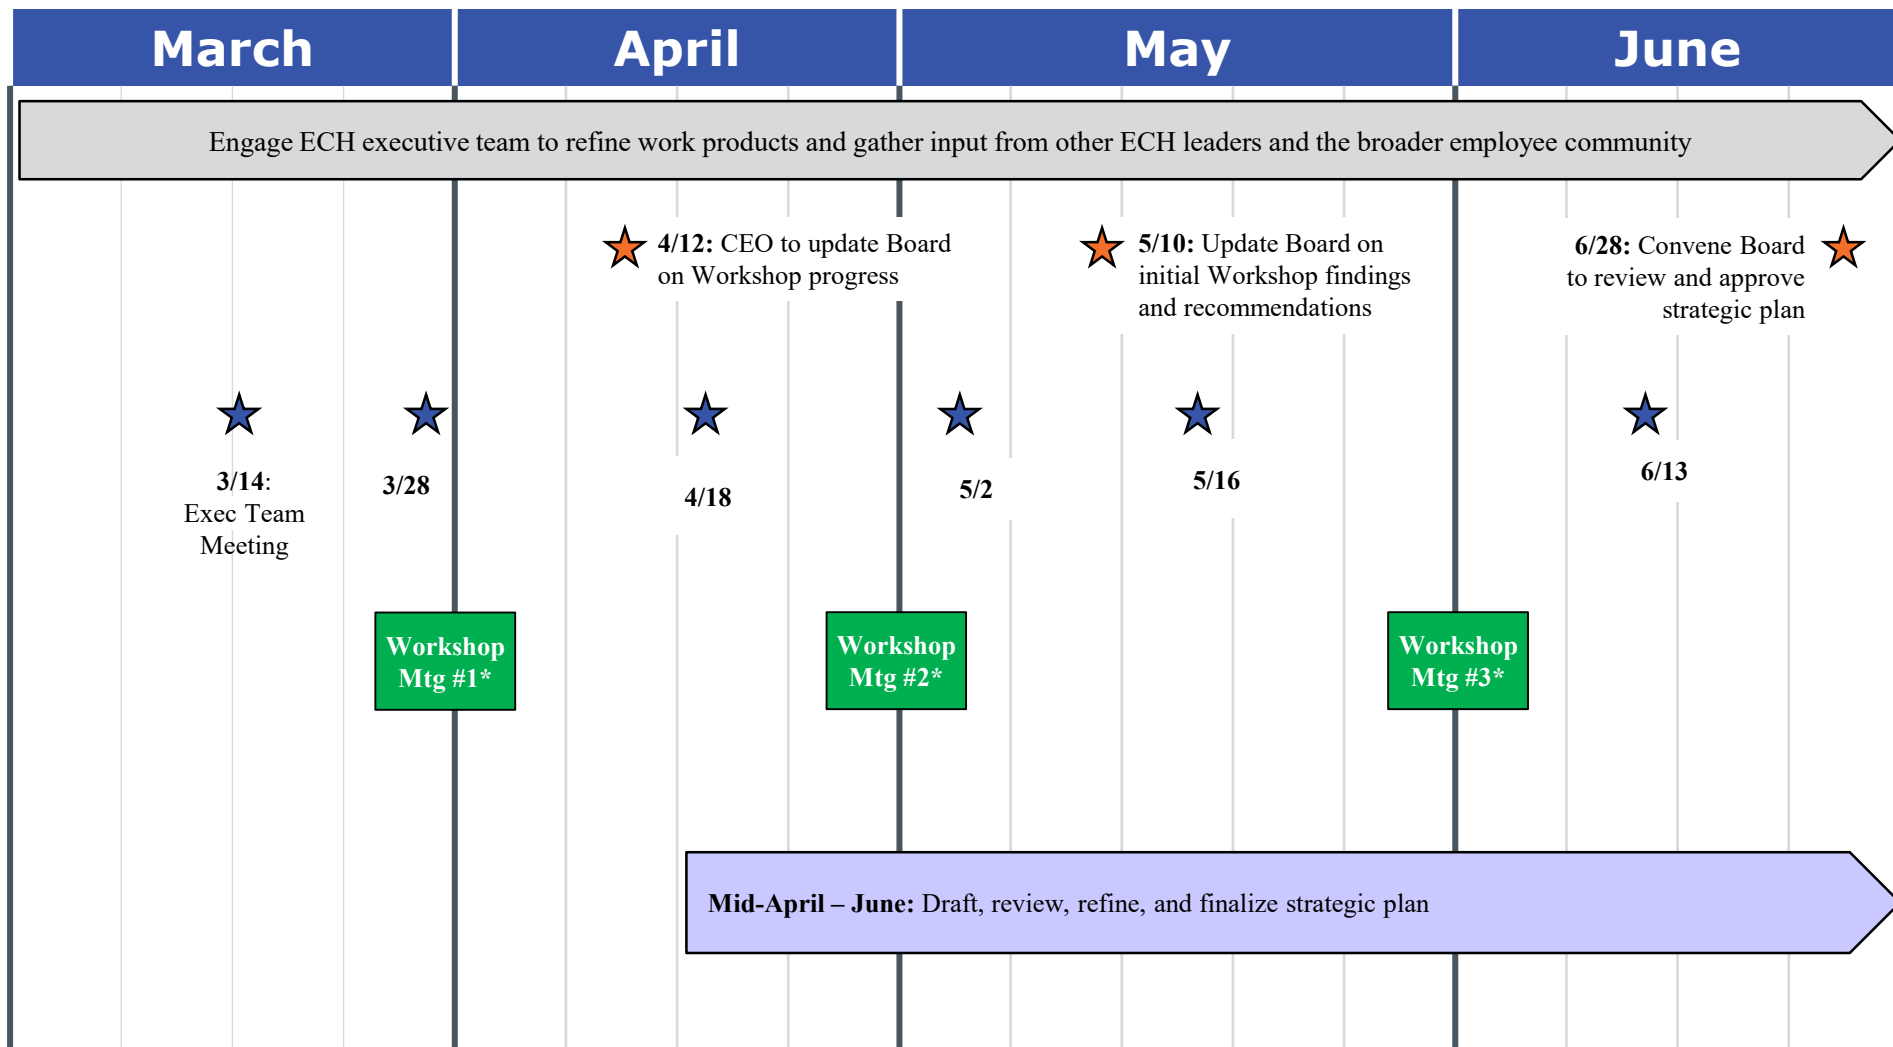 March
April
May
June
Engage ECH executive team to refine work products and gather input from other ECH leaders and the broader employee community
4/12: CEO to update Board
on Workshop progress
5/10: Update Board on
initial Workshop findings
and recommendations
6/28: Convene Board
to review and approve
strategic plan
3/14:
Exec Team
Meeting
3/28
4/18
5/2
5/16
6/13
Workshop
Mtg #1*
Workshop
Mtg #2*
Workshop
Mtg #3*
Mid-April – June: Draft, review, refine, and finalize strategic plan